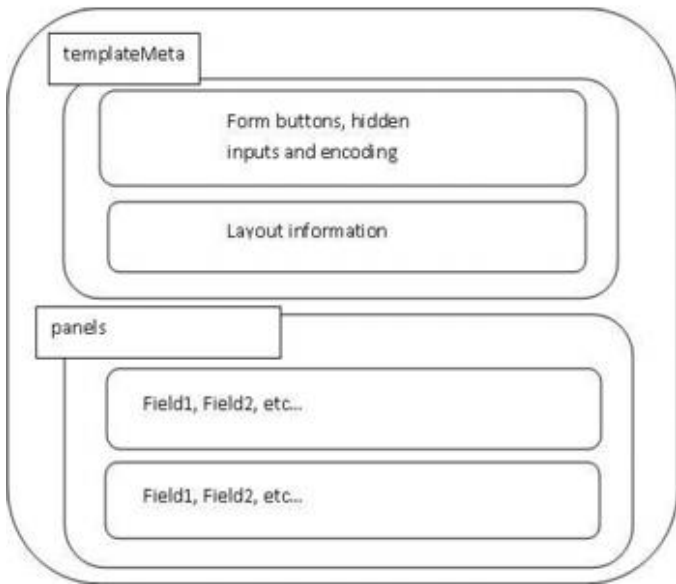 templateMeta
Form buttons, hidden
inputs and encoding
Layout information
panels
Field1, Field2, etc...
Field1, Field2, etc...